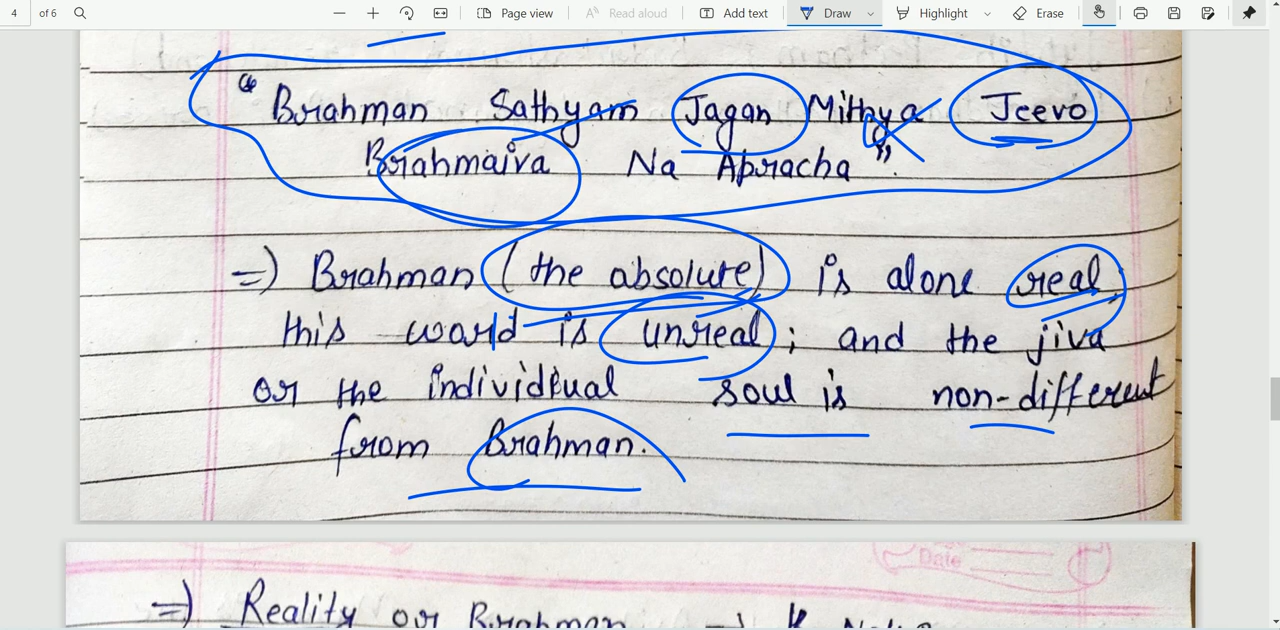 4 of 6 Page view Read aloud Add text Draw Highlight Erase
"Brahman Sathyam Jagan Mithya Jeevo
Brahmaiva Na Apracha".
=) Brahman (the absolute) is alone real,
this world is unreal; and the jiva
or the individual soul is non-different
from Brahman.
Date
=) Reality or Brahman